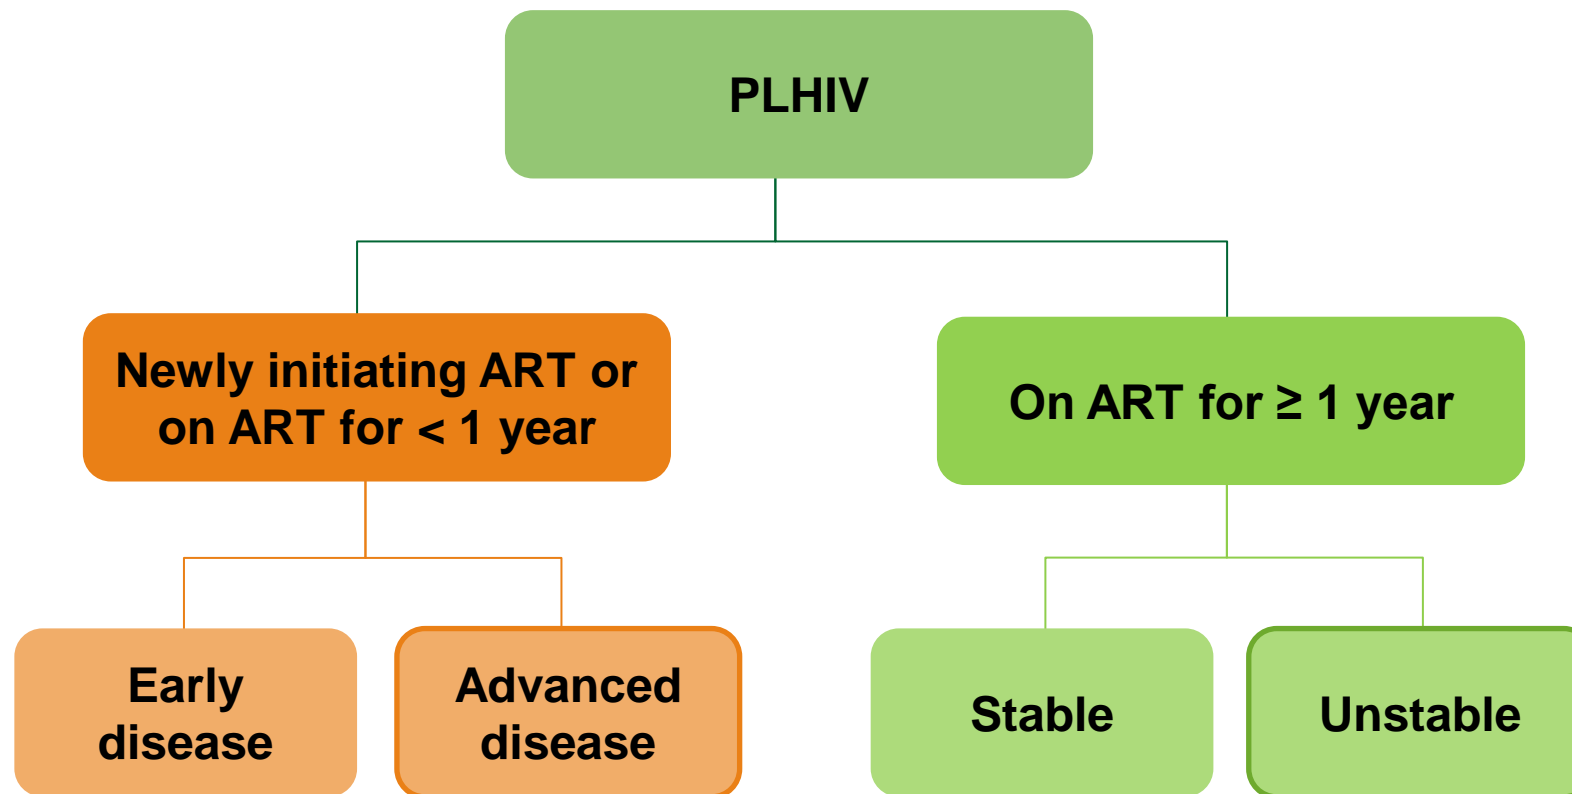 PLHIV
Newly initiating ART or
on ART for < 1 year
On ART for ≥ 1 year
Early
disease
Advanced
disease
Stable
Unstable